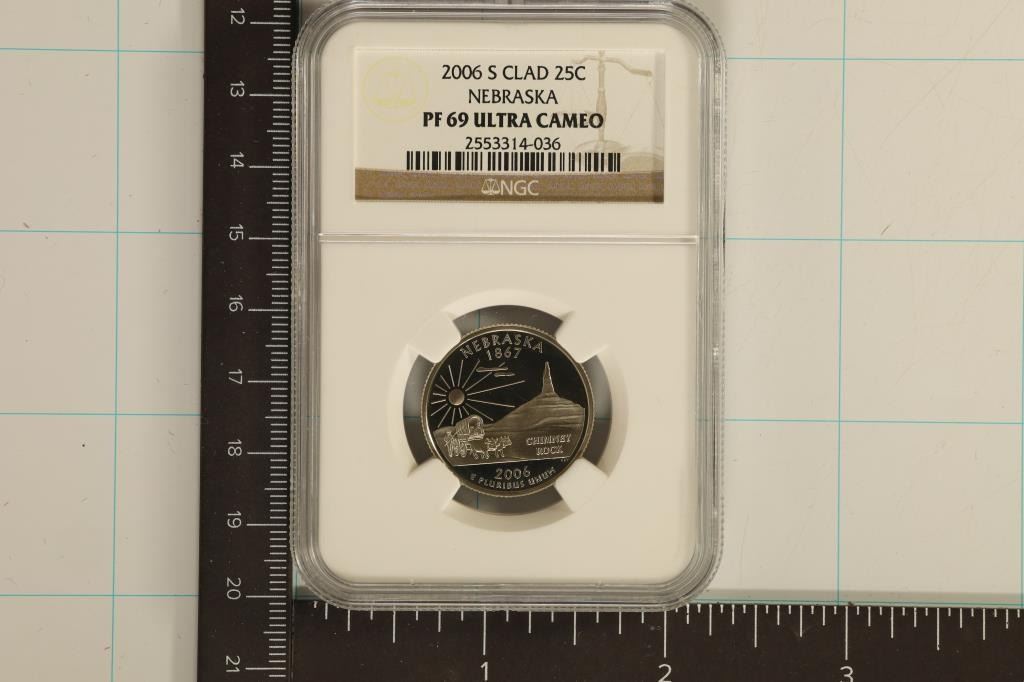 2006 S CLAD 25C
NEBRASKA
PF 69 ULTRA CAMEO
2553314-036
NGC
NEBRASKA
1867
CHIMNEY
ROCK
2006
E PLURIBUS UNUM
12
13
14
15
16
17
18
19
20
21
1 2 3